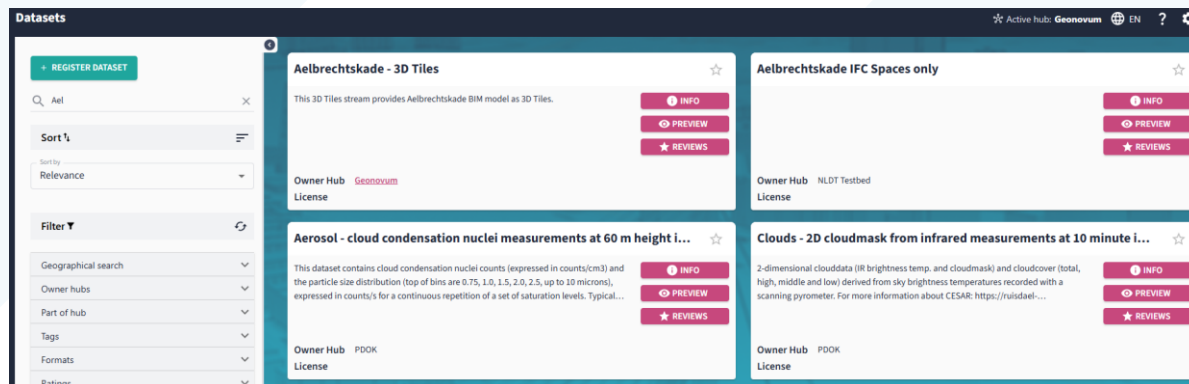 Datasets
Active hub: Geonovum EN ?
+ REGISTER DATASET
Ael
Sort
Sort by
Relevance
Filter
Geographical search
Owner hubs
Part of hub
Tags
Formats
Ratings
Aelbrechtskade - 3D Tiles
This 3D Tiles stream provides Aelbrechtskade BIM model as 3D Tiles.
INFO
PREVIEW
REVIEWS
Owner Hub Geonovum
License
Aelbrechtskade IFC Spaces only
INFO
PREVIEW
REVIEWS
Owner Hub NLDT Testbed
License
Aerosol - cloud condensation nuclei measurements at 60 m height i...
This dataset contains cloud condensation nuclei counts (expressed in counts/cm3) and
the particle size distribution (top of bins are 0.75, 1.0, 1.5, 2.0, 2.5, up to 10 microns),
expressed in counts/s for a continuous repetition of a set of saturation levels. Typical...
INFO
PREVIEW
REVIEWS
Owner Hub PDOK
License
Clouds - 2D cloudmask from infrared measurements at 10 minute i...
2-dimensional clouddata (IR brightness temp. and cloudmask) and cloudcover (total,
high, middle and low) derived from sky brightness temperatures recorded with a
scanning pyrometer. For more information about CESAR: https://ruisdael-...
INFO
PREVIEW
REVIEWS
Owner Hub PDOK
License